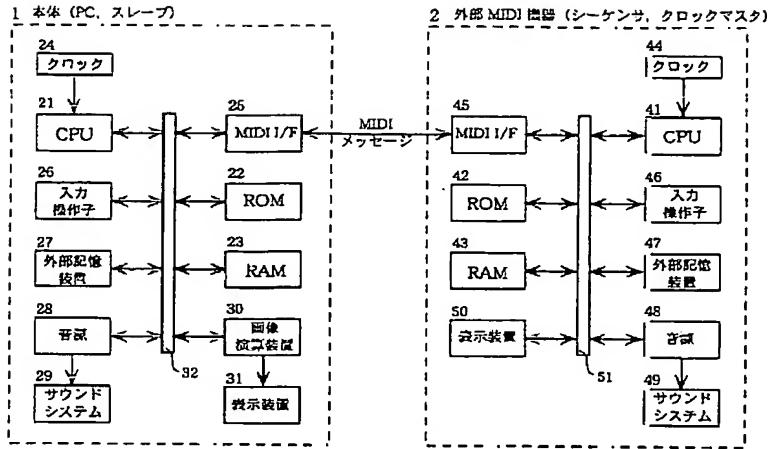 1 本体 (PC, スレーブ)
24
クロック
21
CPU
25
MIDI I/F
26
入力
操作子
22
ROM
27
外部記憶
装置
23
RAM
28
音源
30
画像
演算装置
29
サウンド
システム
32
31
表示装置
MIDI
メッセージ
2 外部 MIDI 機器 (シーケンサ, クロックマスタ)
44
クロック
45
MIDI I/F
41
CPU
42
ROM
46
入力
操作子
43
RAM
47
外部記憶
装置
50
表示装置
48
音源
51
49
サウンド
システム